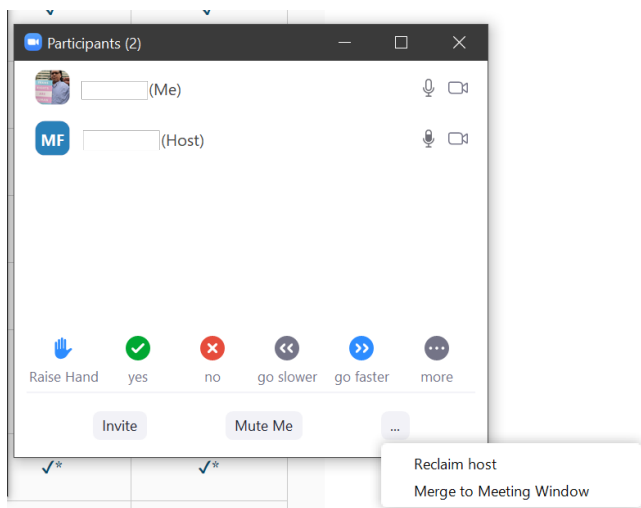 Participants (2)
(Me)
MF (Host)
Raise Hand yes no go slower go faster more
Invite Mute Me ...
✓* ✓*
Reclaim host
Merge to Meeting Window